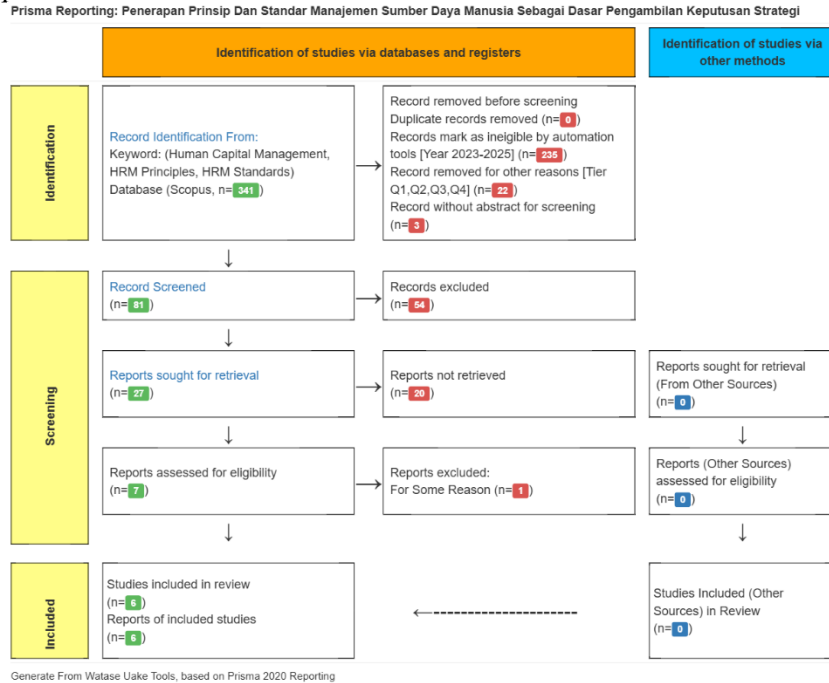 Prisma Reporting: Penerapan Prinsip Dan Standar Manajemen Sumber Daya Manusia Sebagai Dasar Pengambilan Keputusan Strategi
Identification of studies via databases and registers
Identification of studies via
other methods
Identification
Record Identification From:
Keyword: (Human Capital Management,
HRM Principles, HRM Standards)
Database (Scopus, n=341)
Record removed before screening
Duplicate records removed (n=0)
Records mark as ineigible by automation
tools [Year 2023-2025] (n=235)
Record removed for other reasons [Tier
Q1,Q2,Q3,Q4] (n=22)
Record without abstract for screening
(n=3)
Screening
Record Screened
(n=81)
Records excluded
(n=54)
Reports sought for retrieval
(n=27)
Reports not retrieved
(n=20)
Reports sought for retrieval
(From Other Sources)
(n=0)
Reports assessed for eligibility
(n=7)
Reports excluded:
For Some Reason (n=1)
Reports (Other Sources)
assessed for eligibility
(n=0)
Included
Studies included in review
(n=6)
Reports of included studies
(n=6)
Studies Included (Other
Sources) in Review
(n=0)
Generate From Watase Uake Tools, based on Prisma 2020 Reporting